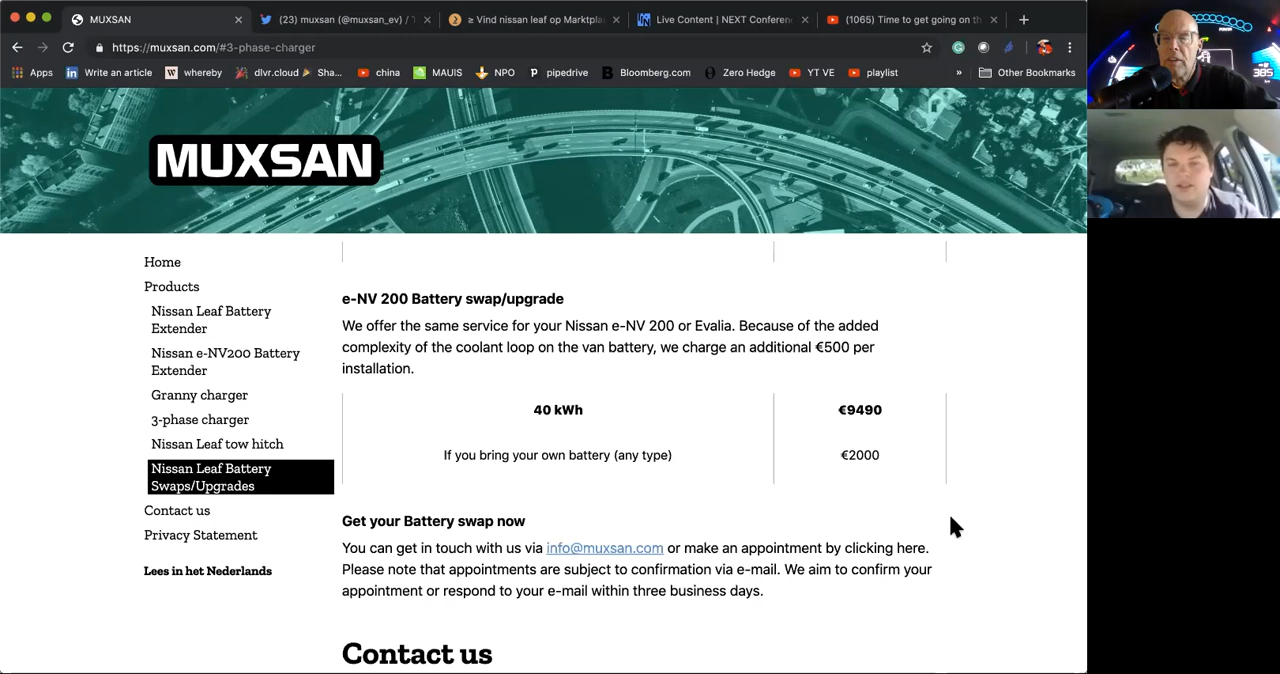 MUXSAN
(23) muxsan (@muxsan_ev) / T
≥ Vind nissan leaf op Marktpla
Live Content | NEXT Conferen
(1065) Time to get going on th
https://muxsan.com/#3-phase-charger
Apps
Write an article
whereby
dlvr.cloud
Sha...
china
MAUIS
NPO
pipedrive
Bloomberg.com
Zero Hedge
YT VE
playlist
»
Other Bookmarks
MUXSAN
385
Home
Products
Nissan Leaf Battery
Extender
Nissan e-NV200 Battery
Extender
Granny charger
3-phase charger
Nissan Leaf tow hitch
Nissan Leaf Battery
Swaps/Upgrades
Contact us
Privacy Statement
Lees in het Nederlands
e-NV 200 Battery swap/upgrade
We offer the same service for your Nissan e-NV 200 or Evalia. Because of the added
complexity of the coolant loop on the van battery, we charge an additional €500 per
installation.
40 kWh €9490
If you bring your own battery (any type) €2000
Get your Battery swap now
You can get in touch with us via info@muxsan.com or make an appointment by clicking here.
Please note that appointments are subject to confirmation via e-mail. We aim to confirm your
appointment or respond to your e-mail within three business days.
Contact us